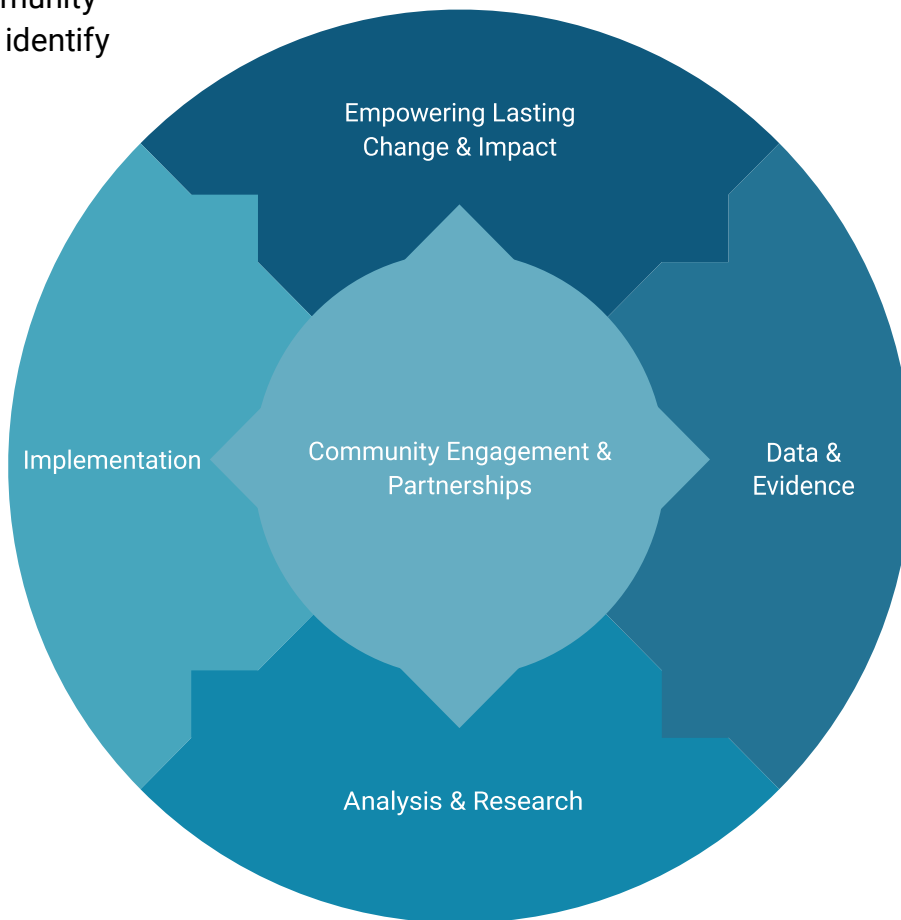 identify
Empowering Lasting
Change & Impact
Implementation
Community Engagement &
Partnerships
Data &
Evidence
Analysis & Research